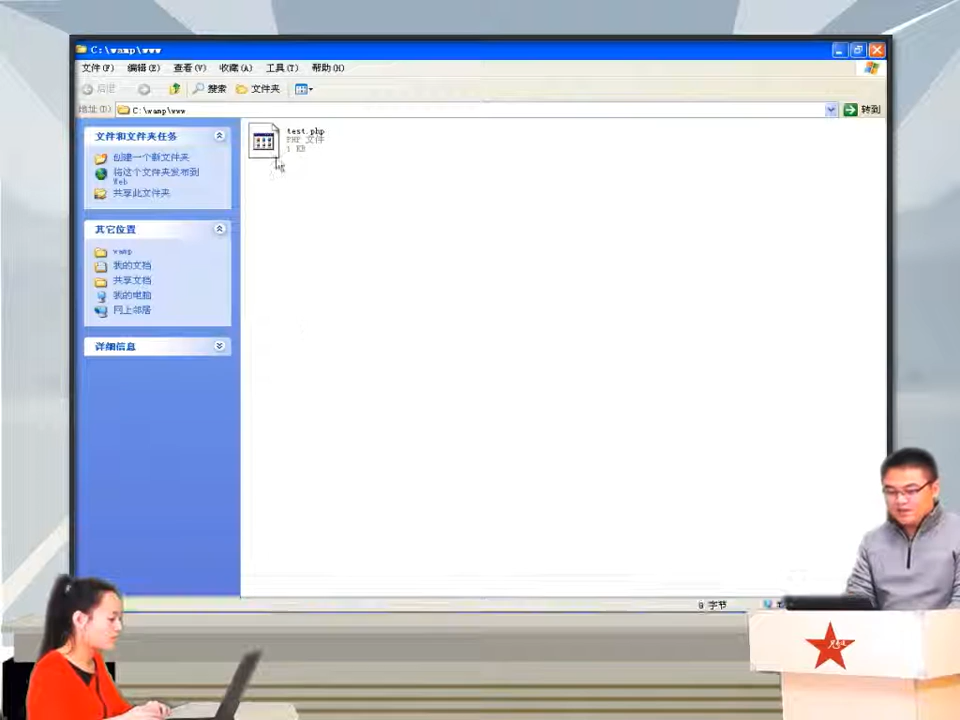 C:\wamp\www
文件(F) 编辑(E) 查看(V) 收藏(A) 工具(T) 帮助(H)
后退 搜索 文件夹
地址(D) C:\wamp\www 转到
文件和文件夹任务
创建一个新文件夹
将这个文件夹发布到
Web
共享此文件夹
其它位置
wamp
我的文档
共享文档
我的电脑
网上邻居
详细信息
test.php
PHP 文件
1 KB
0 字节